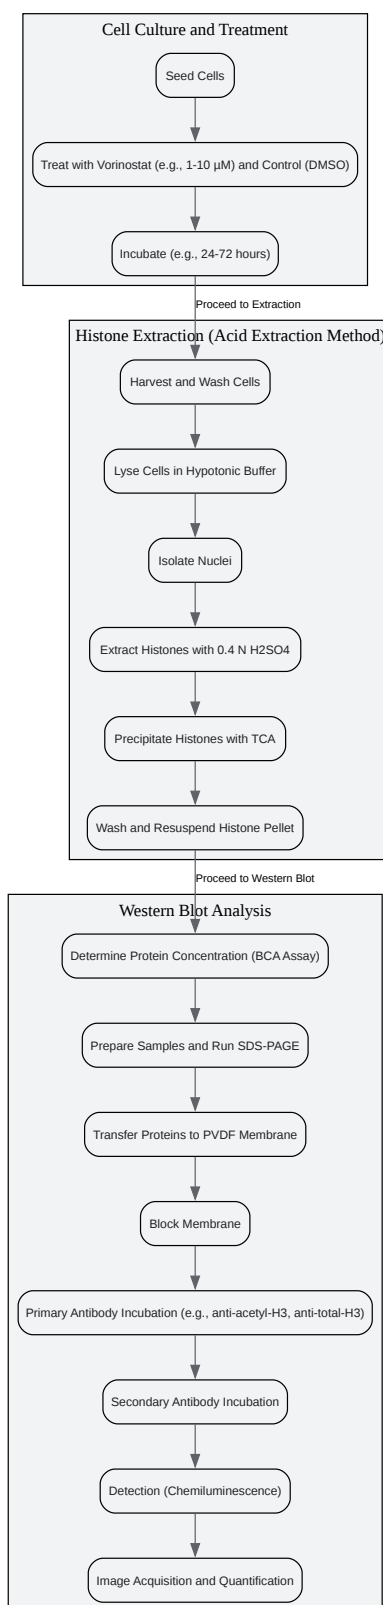 Cell Culture and Treatment
Seed Cells
Treat with Vorinostat (e.g., 1-10 µM) and Control (DMSO)
Incubate (e.g., 24-72 hours)
Proceed to Extraction
Histone Extraction (Acid Extraction Method)
Harvest and Wash Cells
Lyse Cells in Hypotonic Buffer
Isolate Nuclei
Extract Histones with 0.4 N H2SO4
Precipitate Histones with TCA
Wash and Resuspend Histone Pellet
Proceed to Western Blot
Western Blot Analysis
Determine Protein Concentration (BCA Assay)
Prepare Samples and Run SDS-PAGE
Transfer Proteins to PVDF Membrane
Block Membrane
Primary Antibody Incubation (e.g., anti-acetyl-H3, anti-total-H3)
Secondary Antibody Incubation
Detection (Chemiluminescence)
Image Acquisition and Quantification